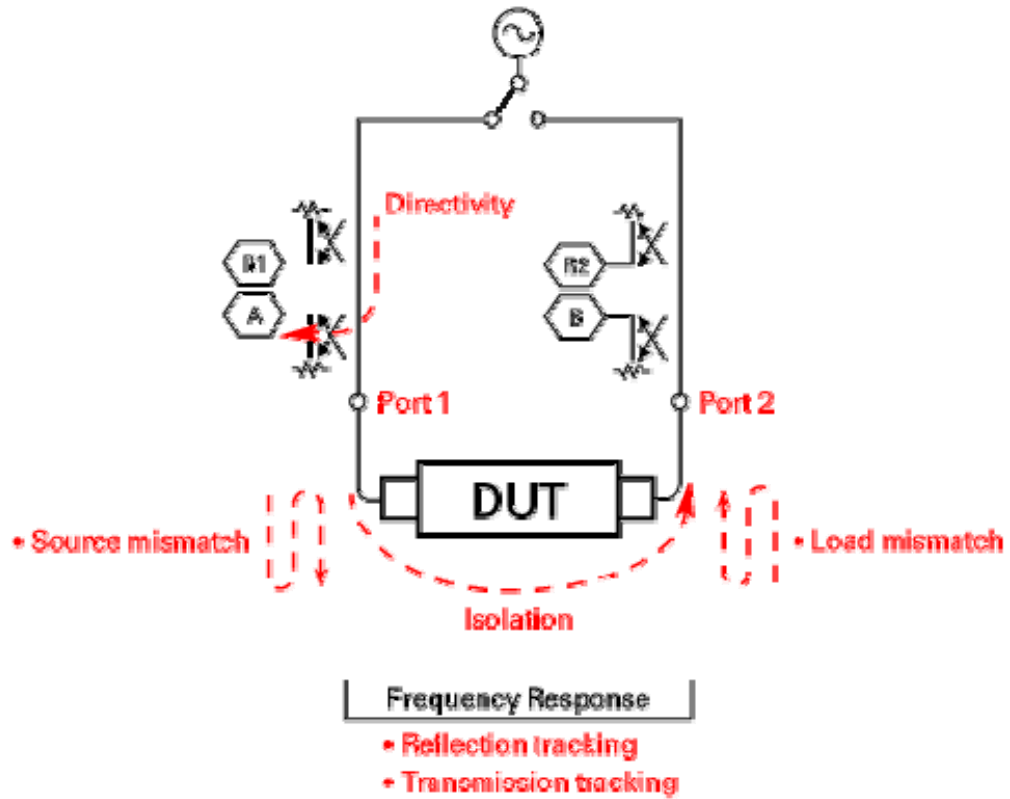 Directivity
R1
R2
A
B
Port 1
Port 2
DUT
• Source mismatch
• Load mismatch
Isolation
Frequency Response
• Reflection tracking
• Transmission tracking